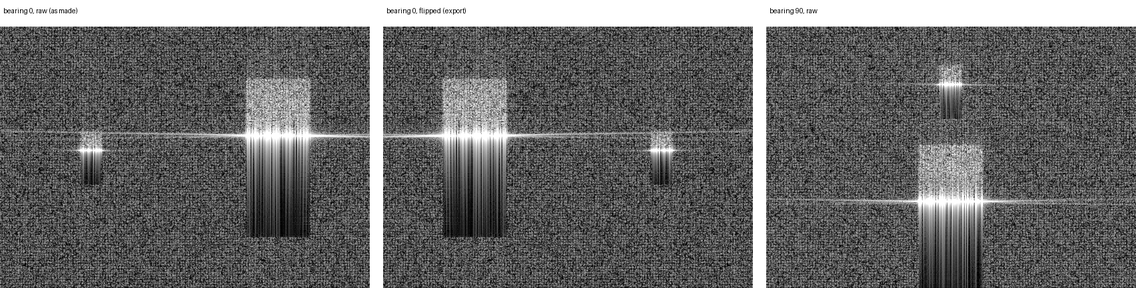 bearing 0, raw (as made)
bearing 0, flipped (export)
bearing 90, raw